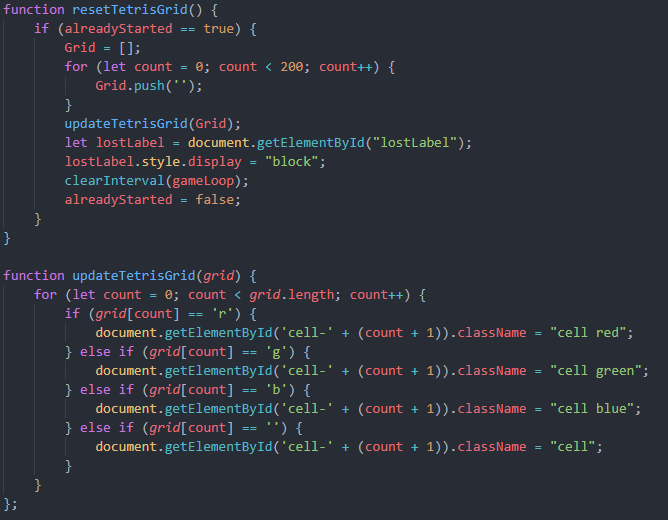 function resetTetrisGrid() {
    if (alreadyStarted == true) {
        Grid = [];
        for (let count = 0; count < 200; count++) {
            Grid.push('');
        }
        updateTetrisGrid(Grid);
        let lostLabel = document.getElementById("lostLabel");
        lostLabel.style.display = "block";
        clearInterval(gameLoop);
        alreadyStarted = false;
    }
}

function updateTetrisGrid(grid) {
    for (let count = 0; count < grid.length; count++) {
        if (grid[count] == 'r') {
            document.getElementById('cell-' + (count + 1)).className = "cell red";
        } else if (grid[count] == 'g') {
            document.getElementById('cell-' + (count + 1)).className = "cell green";
        } else if (grid[count] == 'b') {
            document.getElementById('cell-' + (count + 1)).className = "cell blue";
        } else if (grid[count] == '') {
            document.getElementById('cell-' + (count + 1)).className = "cell";
        }
    }
};